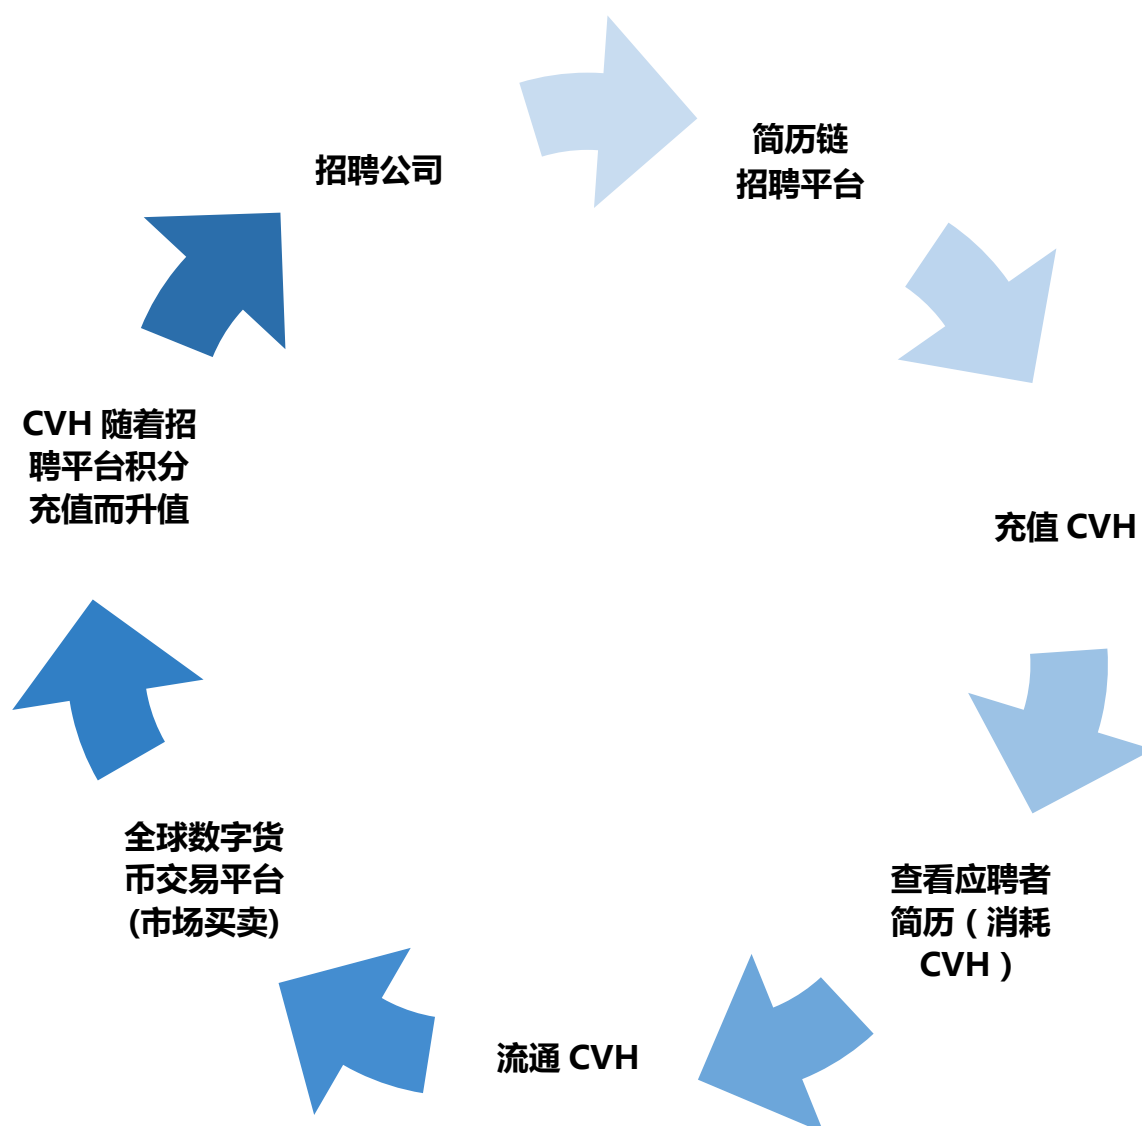 招聘公司
简历链
招聘平台
充值 CVH
查看应聘者
简历（消耗
CVH）
流通 CVH
全球数字货
币交易平台
(市场买卖)
CVH 随着招
聘平台积分
充值而升值